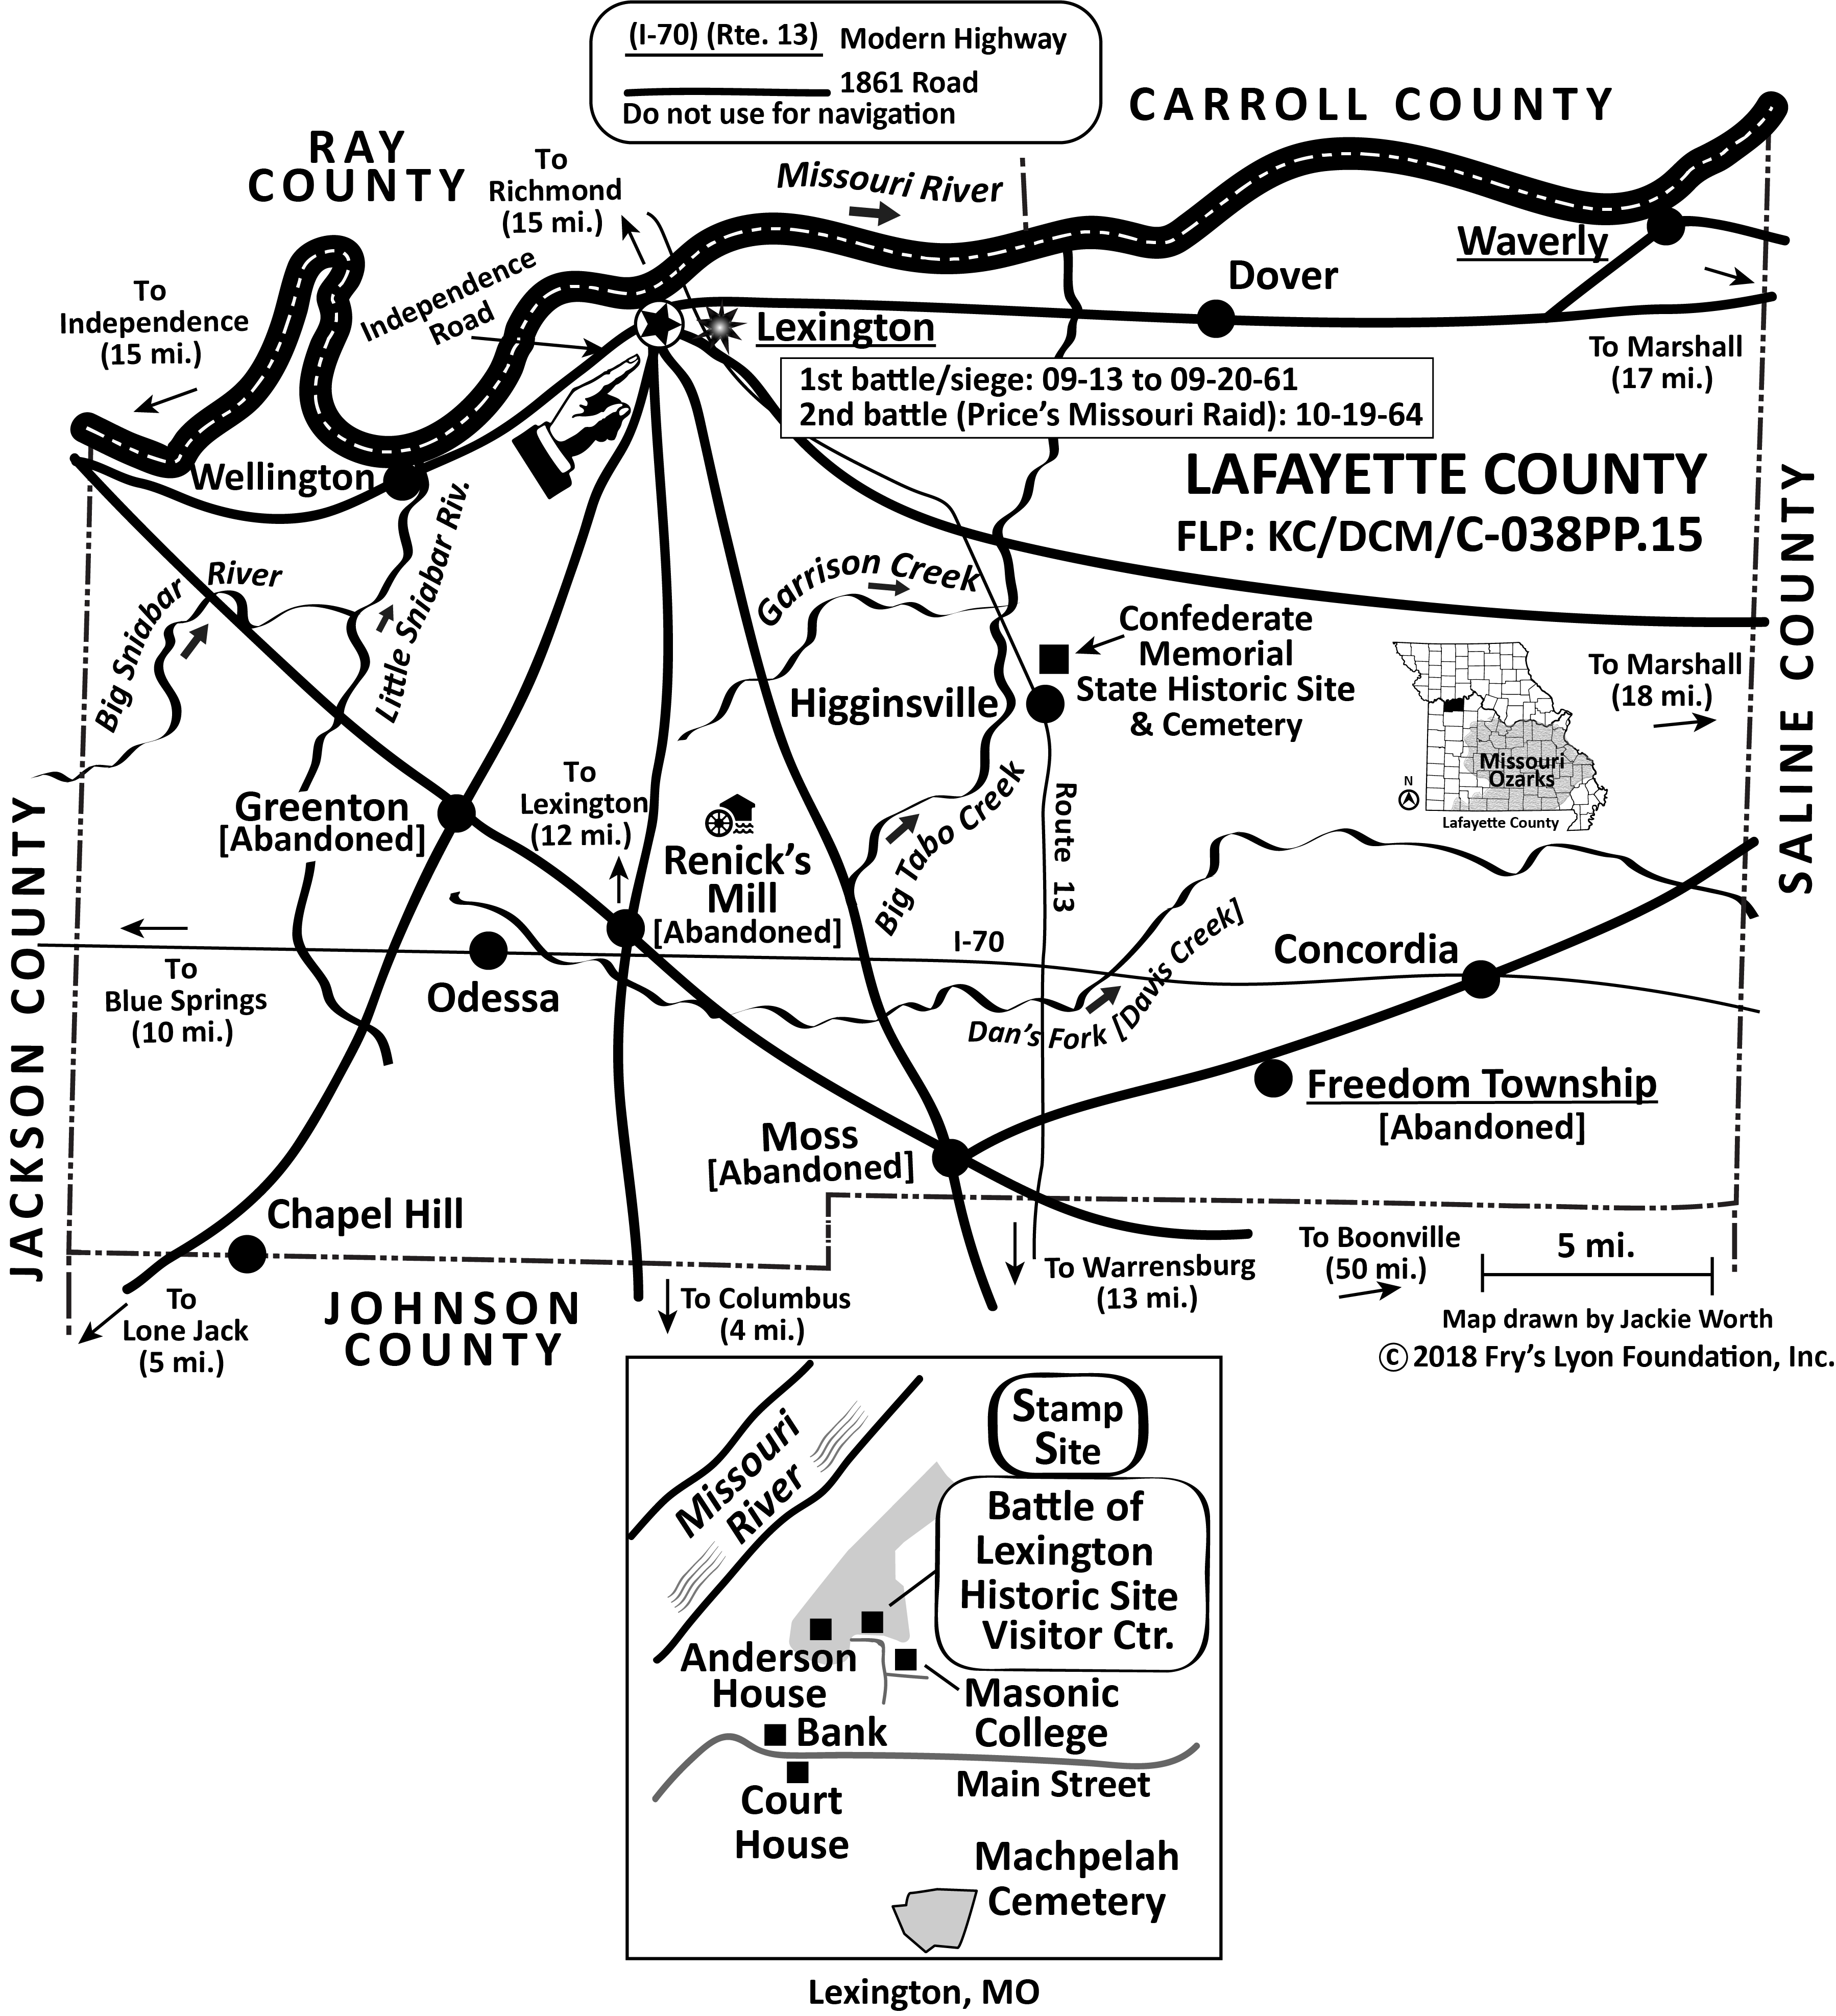 (I-70) (Rte. 13) Modern Highway
1861 Road
Do not use for navigation
CARROLL COUNTY
RAY
COUNTY
To
Richmond
(15 mi.)
Missouri River
Waverly
Dover
To
Independence
(15 mi.)
Independence
Road
Lexington
To Marshall
(17 mi.)
1st battle/siege: 09-13 to 09-20-61
2nd battle (Price's Missouri Raid): 10-19-64
Wellington
LAFAYETTE COUNTY
FLP: KC/DCM/C-038PP.15
SALINE COUNTY
Big Sniabar River
Little Sniabar Riv.
Garrison Creek
Confederate
Memorial
State Historic Site
& Cemetery
Higginsville
To Marshall
(18 mi.)
Missouri
Ozarks
N
Lafayette County
Greenton
[Abandoned]
To
Lexington
(12 mi.)
Renick's
Mill
[Abandoned]
Big Tabo Creek
Route 13
JACKSON COUNTY
To
Blue Springs
(10 mi.)
Odessa
I-70
Dan's Fork [Davis Creek]
Concordia
Freedom Township
[Abandoned]
Moss
[Abandoned]
Chapel Hill
To
Lone Jack
(5 mi.)
JOHNSON
COUNTY
To Columbus
(4 mi.)
To Warrensburg
(13 mi.)
To Boonville
(50 mi.)
5 mi.
Map drawn by Jackie Worth
© 2018 Fry's Lyon Foundation, Inc.
Missouri
River
Stamp
Site
Battle of
Lexington
Historic Site
Visitor Ctr.
Anderson
House
Masonic
College
Bank
Main Street
Court
House
Machpelah
Cemetery
Lexington, MO